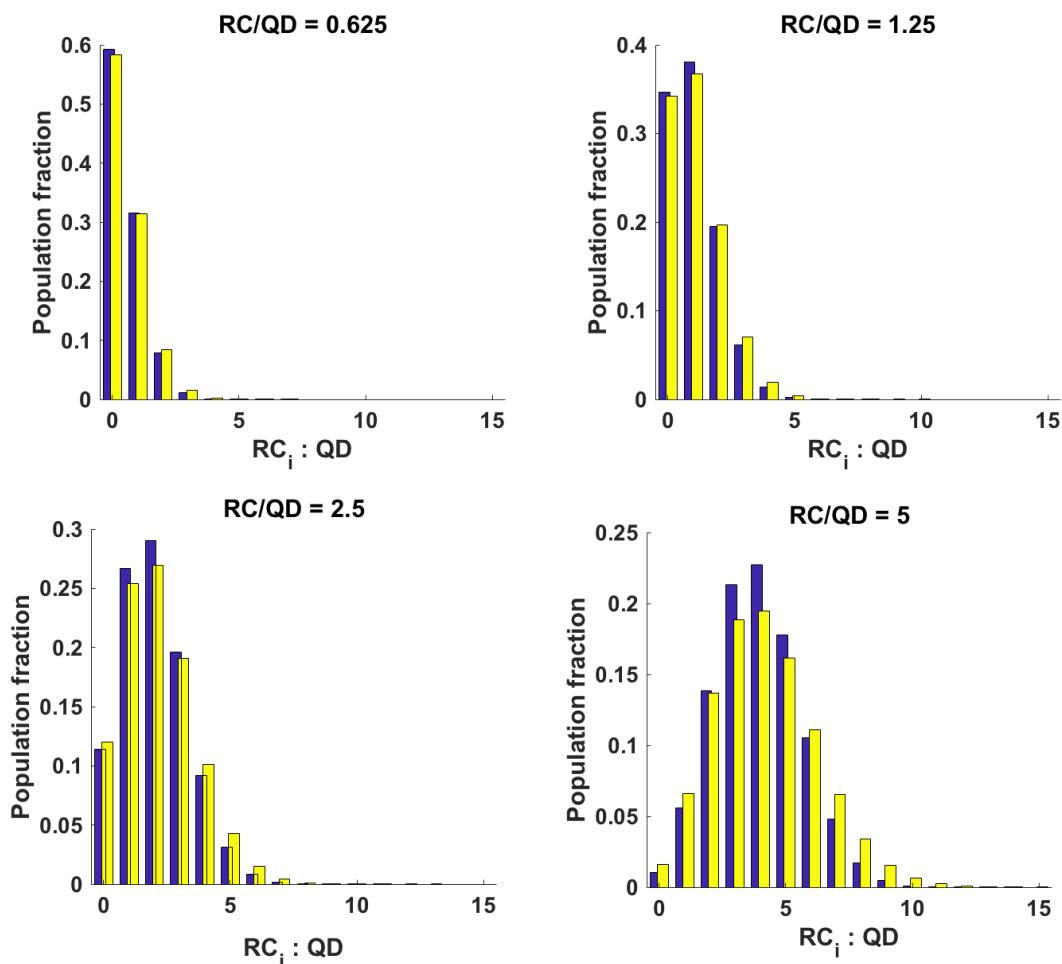 RC/QD = 0.625
0.6
0.5
0.4
0.3
0.2
0.1
0
Population fraction
0 5 10 15
RCi : QD
RC/QD = 1.25
0.4
0.3
0.2
0.1
0
Population fraction
0 5 10 15
RCi : QD
RC/QD = 2.5
0.3
0.25
0.2
0.15
0.1
0.05
0
Population fraction
0 5 10 15
RCi : QD
RC/QD = 5
0.25
0.2
0.15
0.1
0.05
0
Population fraction
0 5 10 15
RCi : QD